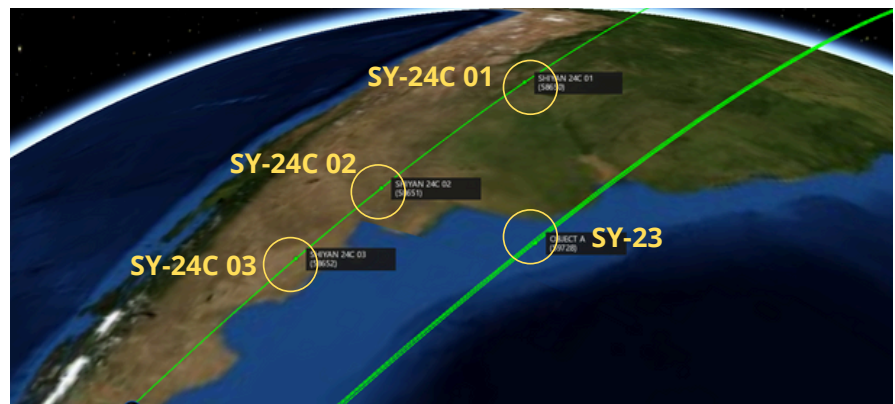 SY-24C 01
SHIYAN 24C 01
(58650)
SY-24C 02
SHIYAN 24C 02
(58651)
SY-24C 03
SHIYAN 24C 03
(58652)
OBJECT A
(59728)
SY-23